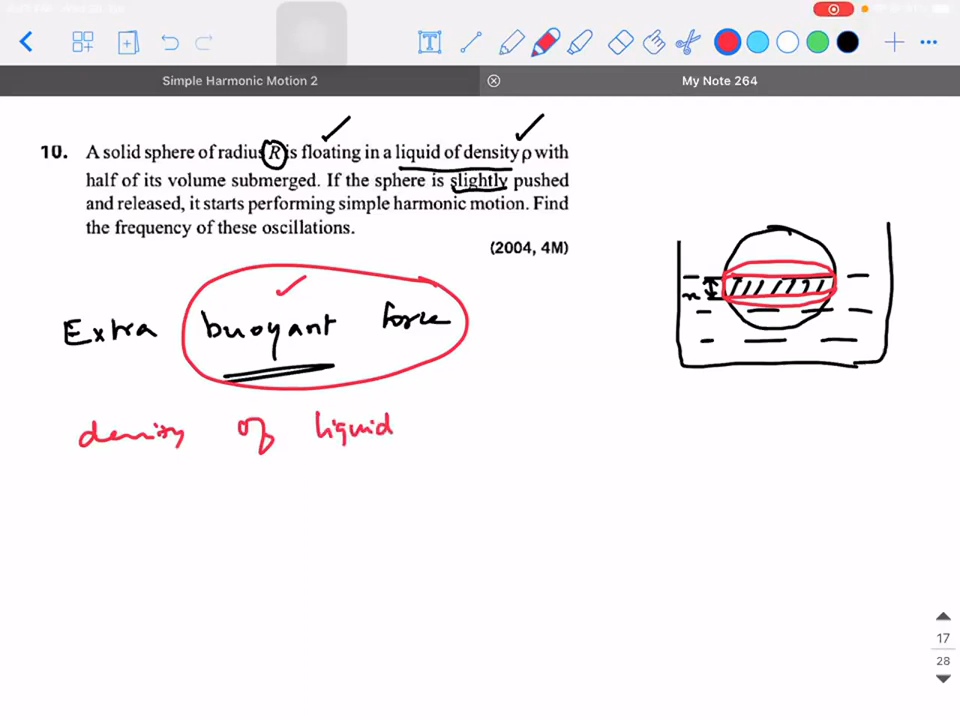 Simple Harmonic Motion 2
My Note 264
10. A solid sphere of radius R is floating in a liquid of density ρ with
half of its volume submerged. If the sphere is slightly pushed
and released, it starts performing simple harmonic motion. Find
the frequency of these oscillations.
(2004, 4M)
x
Extra buoyant force
density of liquid
17
28